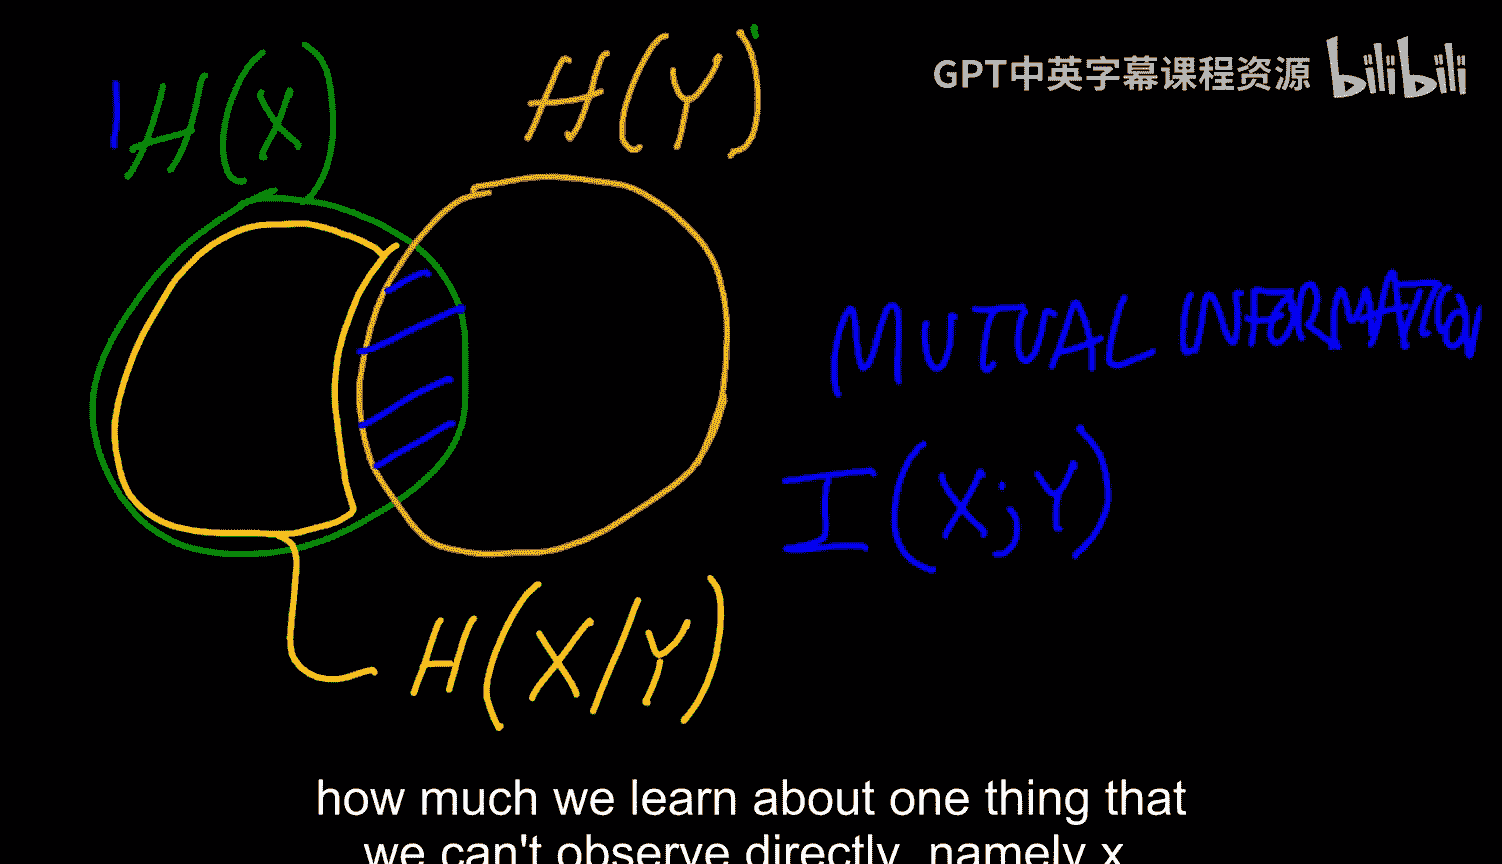 GPT中英字幕课程资源 bilibili
H(X) H(Y)
MUTUAL INFORMATION
I(X;Y)
H(X/Y)
how much we learn about one thing that
we can't observe directly, namely x